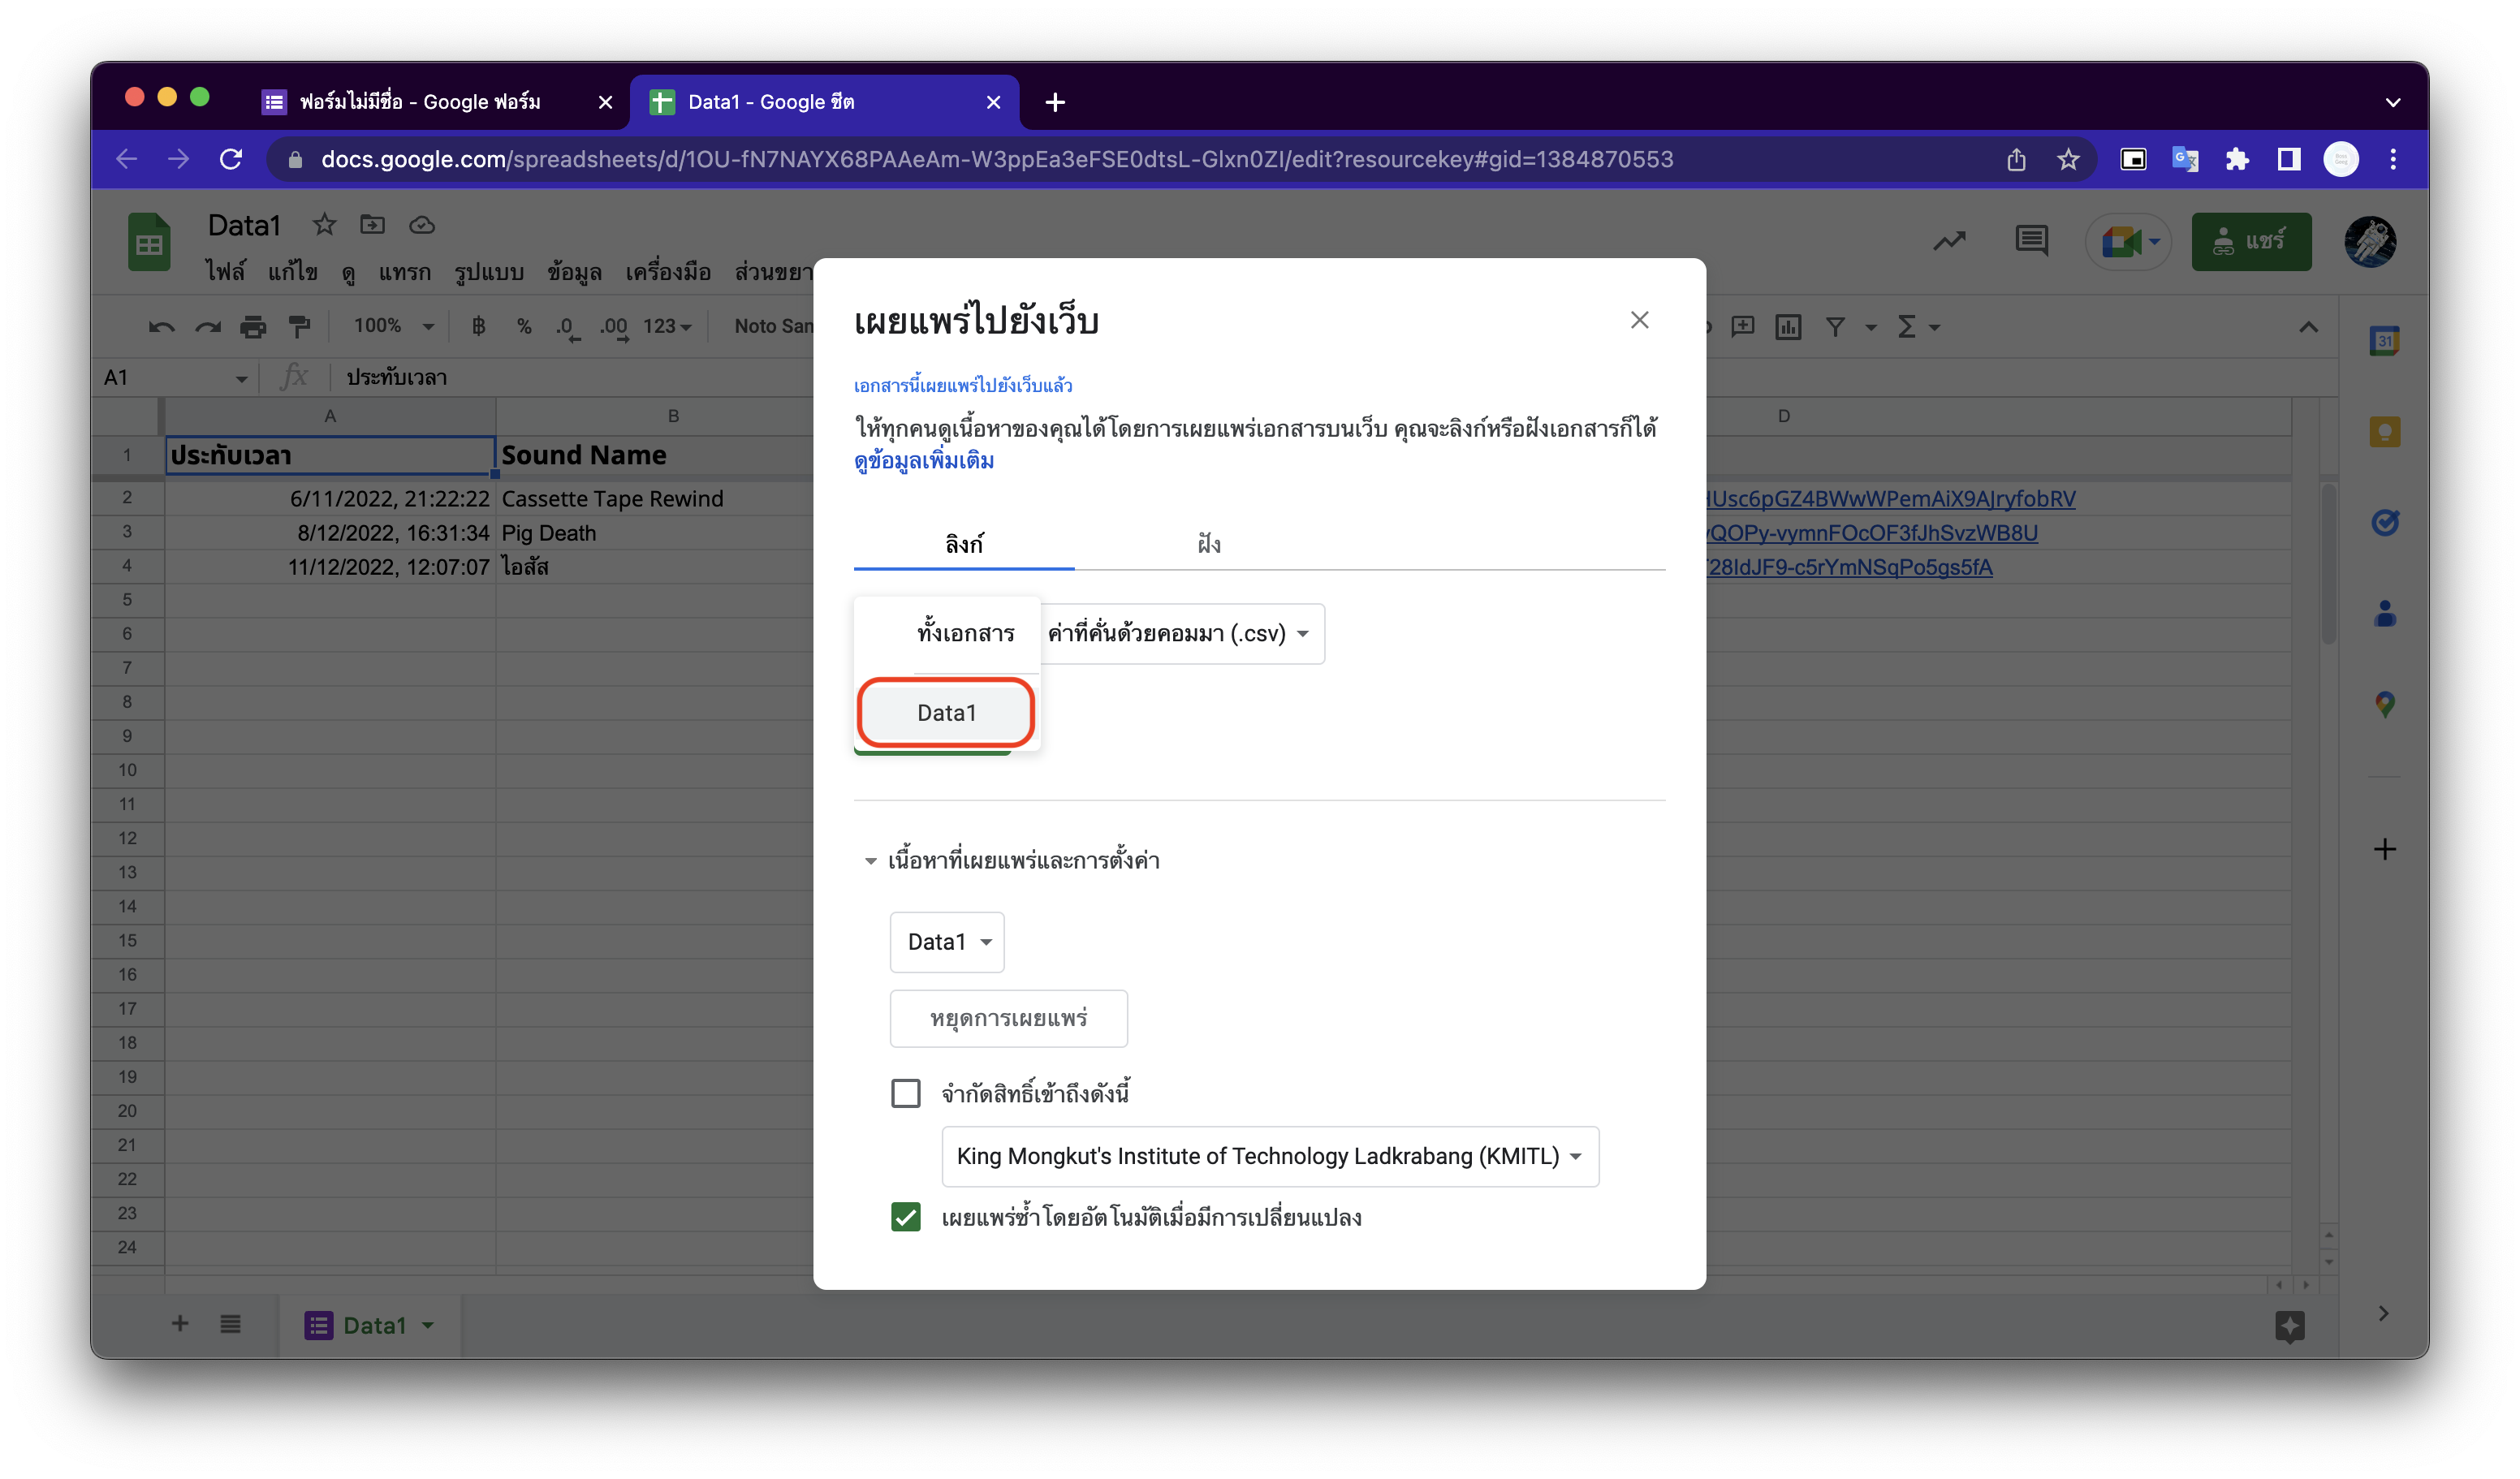 ฟอร์มไม่มีชื่อ - Google ฟอร์ม
Data1 - Google ชีต
docs.google.com/spreadsheets/d/1OU-fN7NAYX68PAAeAm-W3ppEa3eFSE0dtsL-Glxn0ZI/edit?resourcekey#gid=1384870553
Data1
แชร์
ไฟล์ แก้ไข ดู แทรก รูปแบบ ข้อมูล เครื่องมือ ส่วนขยา
100% ฿ % .0 .00 123 Noto San
31
A1 fx ประทับเวลา
A B D
1 ประทับเวลา Sound Name
2 6/11/2022, 21:22:22 Cassette Tape Rewind HUsc6pGZ4BWwWPemAiX9AJryfobRV
3 8/12/2022, 16:31:34 Pig Death QOPy-vymnFOcOF3fJhSvzWB8U
4 11/12/2022, 12:07:07 ไอสัส 28IdJF9-c5rYmNSqPo5gs5fA
5
6
7
8
9
10
11
12
13
14
15
16
17
18
19
20
21
22
23
24
เผยแพร่ไปยังเว็บ
เอกสารนี้เผยแพร่ไปยังเว็บแล้ว
ให้ทุกคนดูเนื้อหาของคุณได้โดยการเผยแพร่เอกสารบนเว็บ คุณจะลิงก์หรือฝังเอกสารก็ได้
ดูข้อมูลเพิ่มเติม
ลิงก์ ฝัง
ทั้งเอกสาร ค่าที่คั่นด้วยคอมมา (.csv)
Data1
เนื้อหาที่เผยแพร่และการตั้งค่า
Data1
หยุดการเผยแพร่
จำกัดสิทธิ์เข้าถึงดังนี้
King Mongkut's Institute of Technology Ladkrabang (KMITL)
เผยแพร่ซ้ำโดยอัตโนมัติเมื่อมีการเปลี่ยนแปลง
Data1